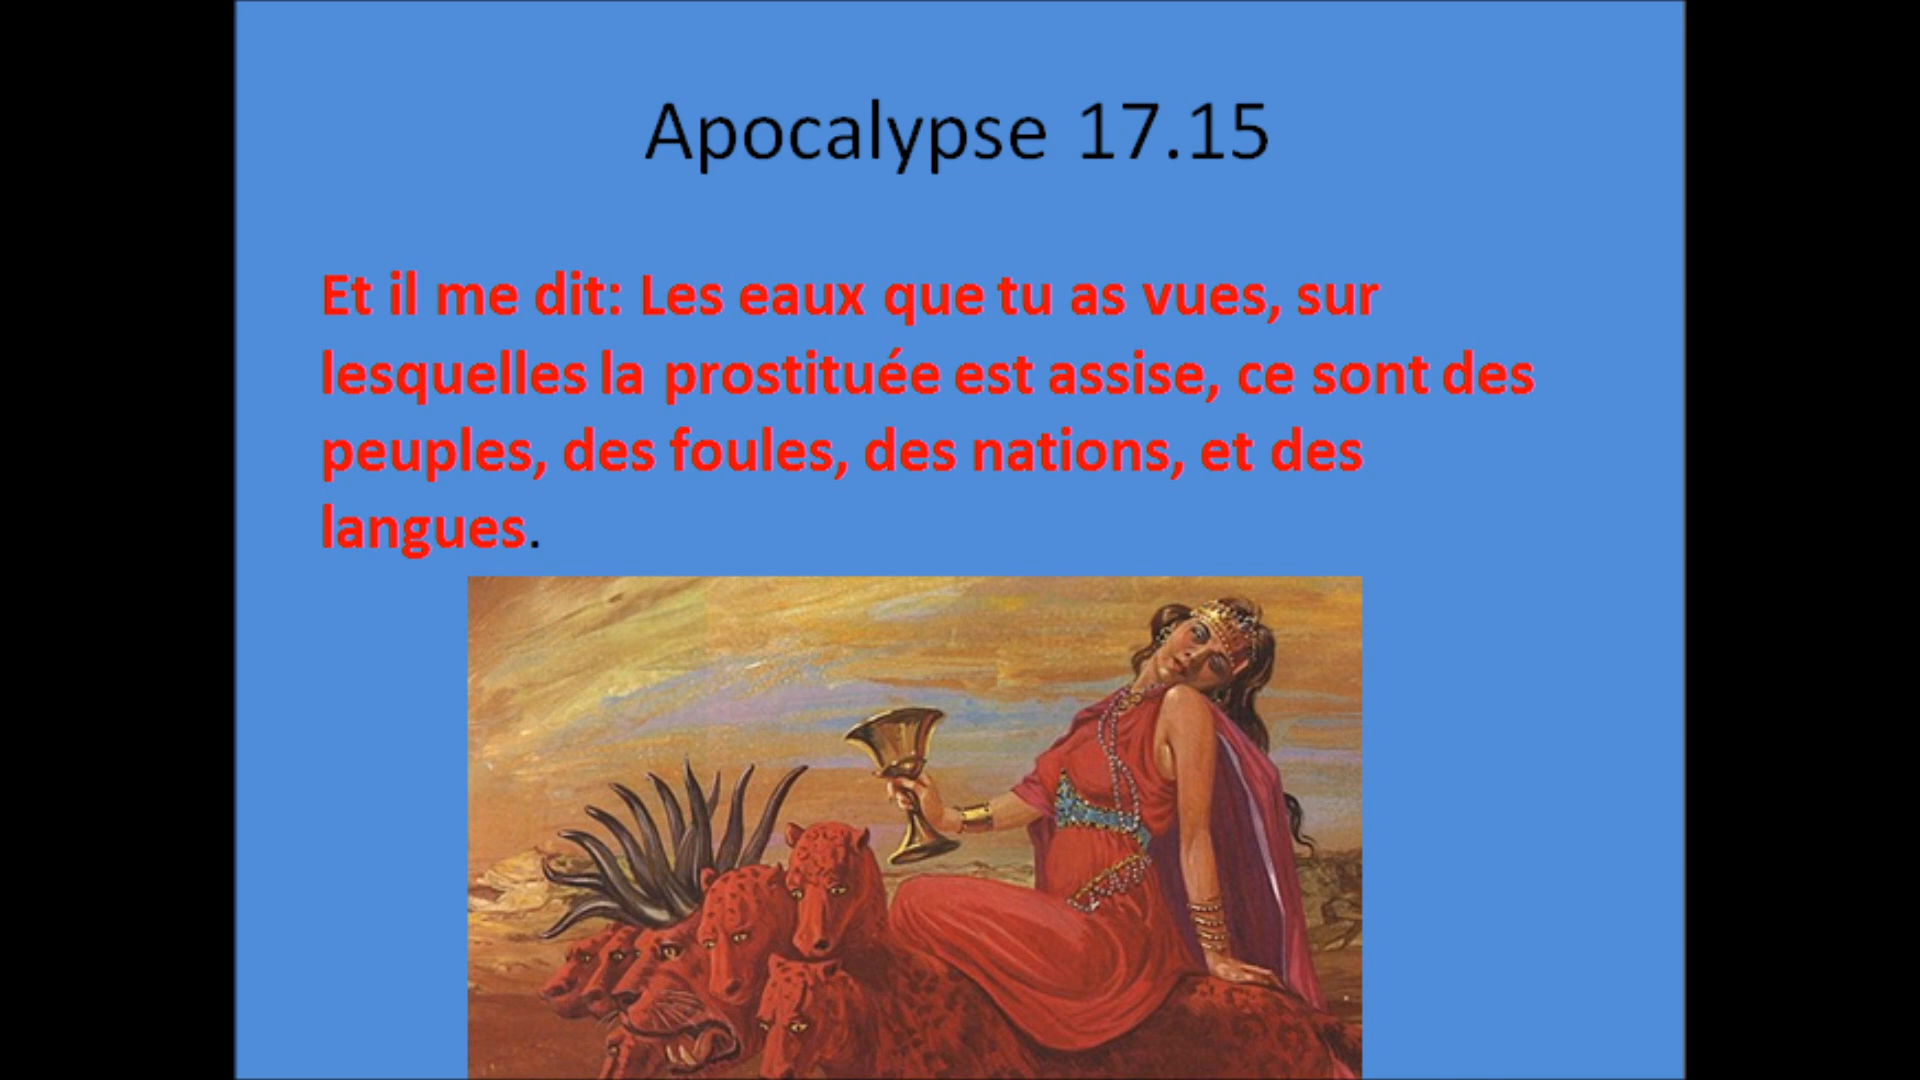 Apocalypse 17.15
Et il me dit: Les eaux que tu as vues, sur
lesquelles la prostituée est assise, ce sont des
peuples, des foules, des nations, et des
langues.